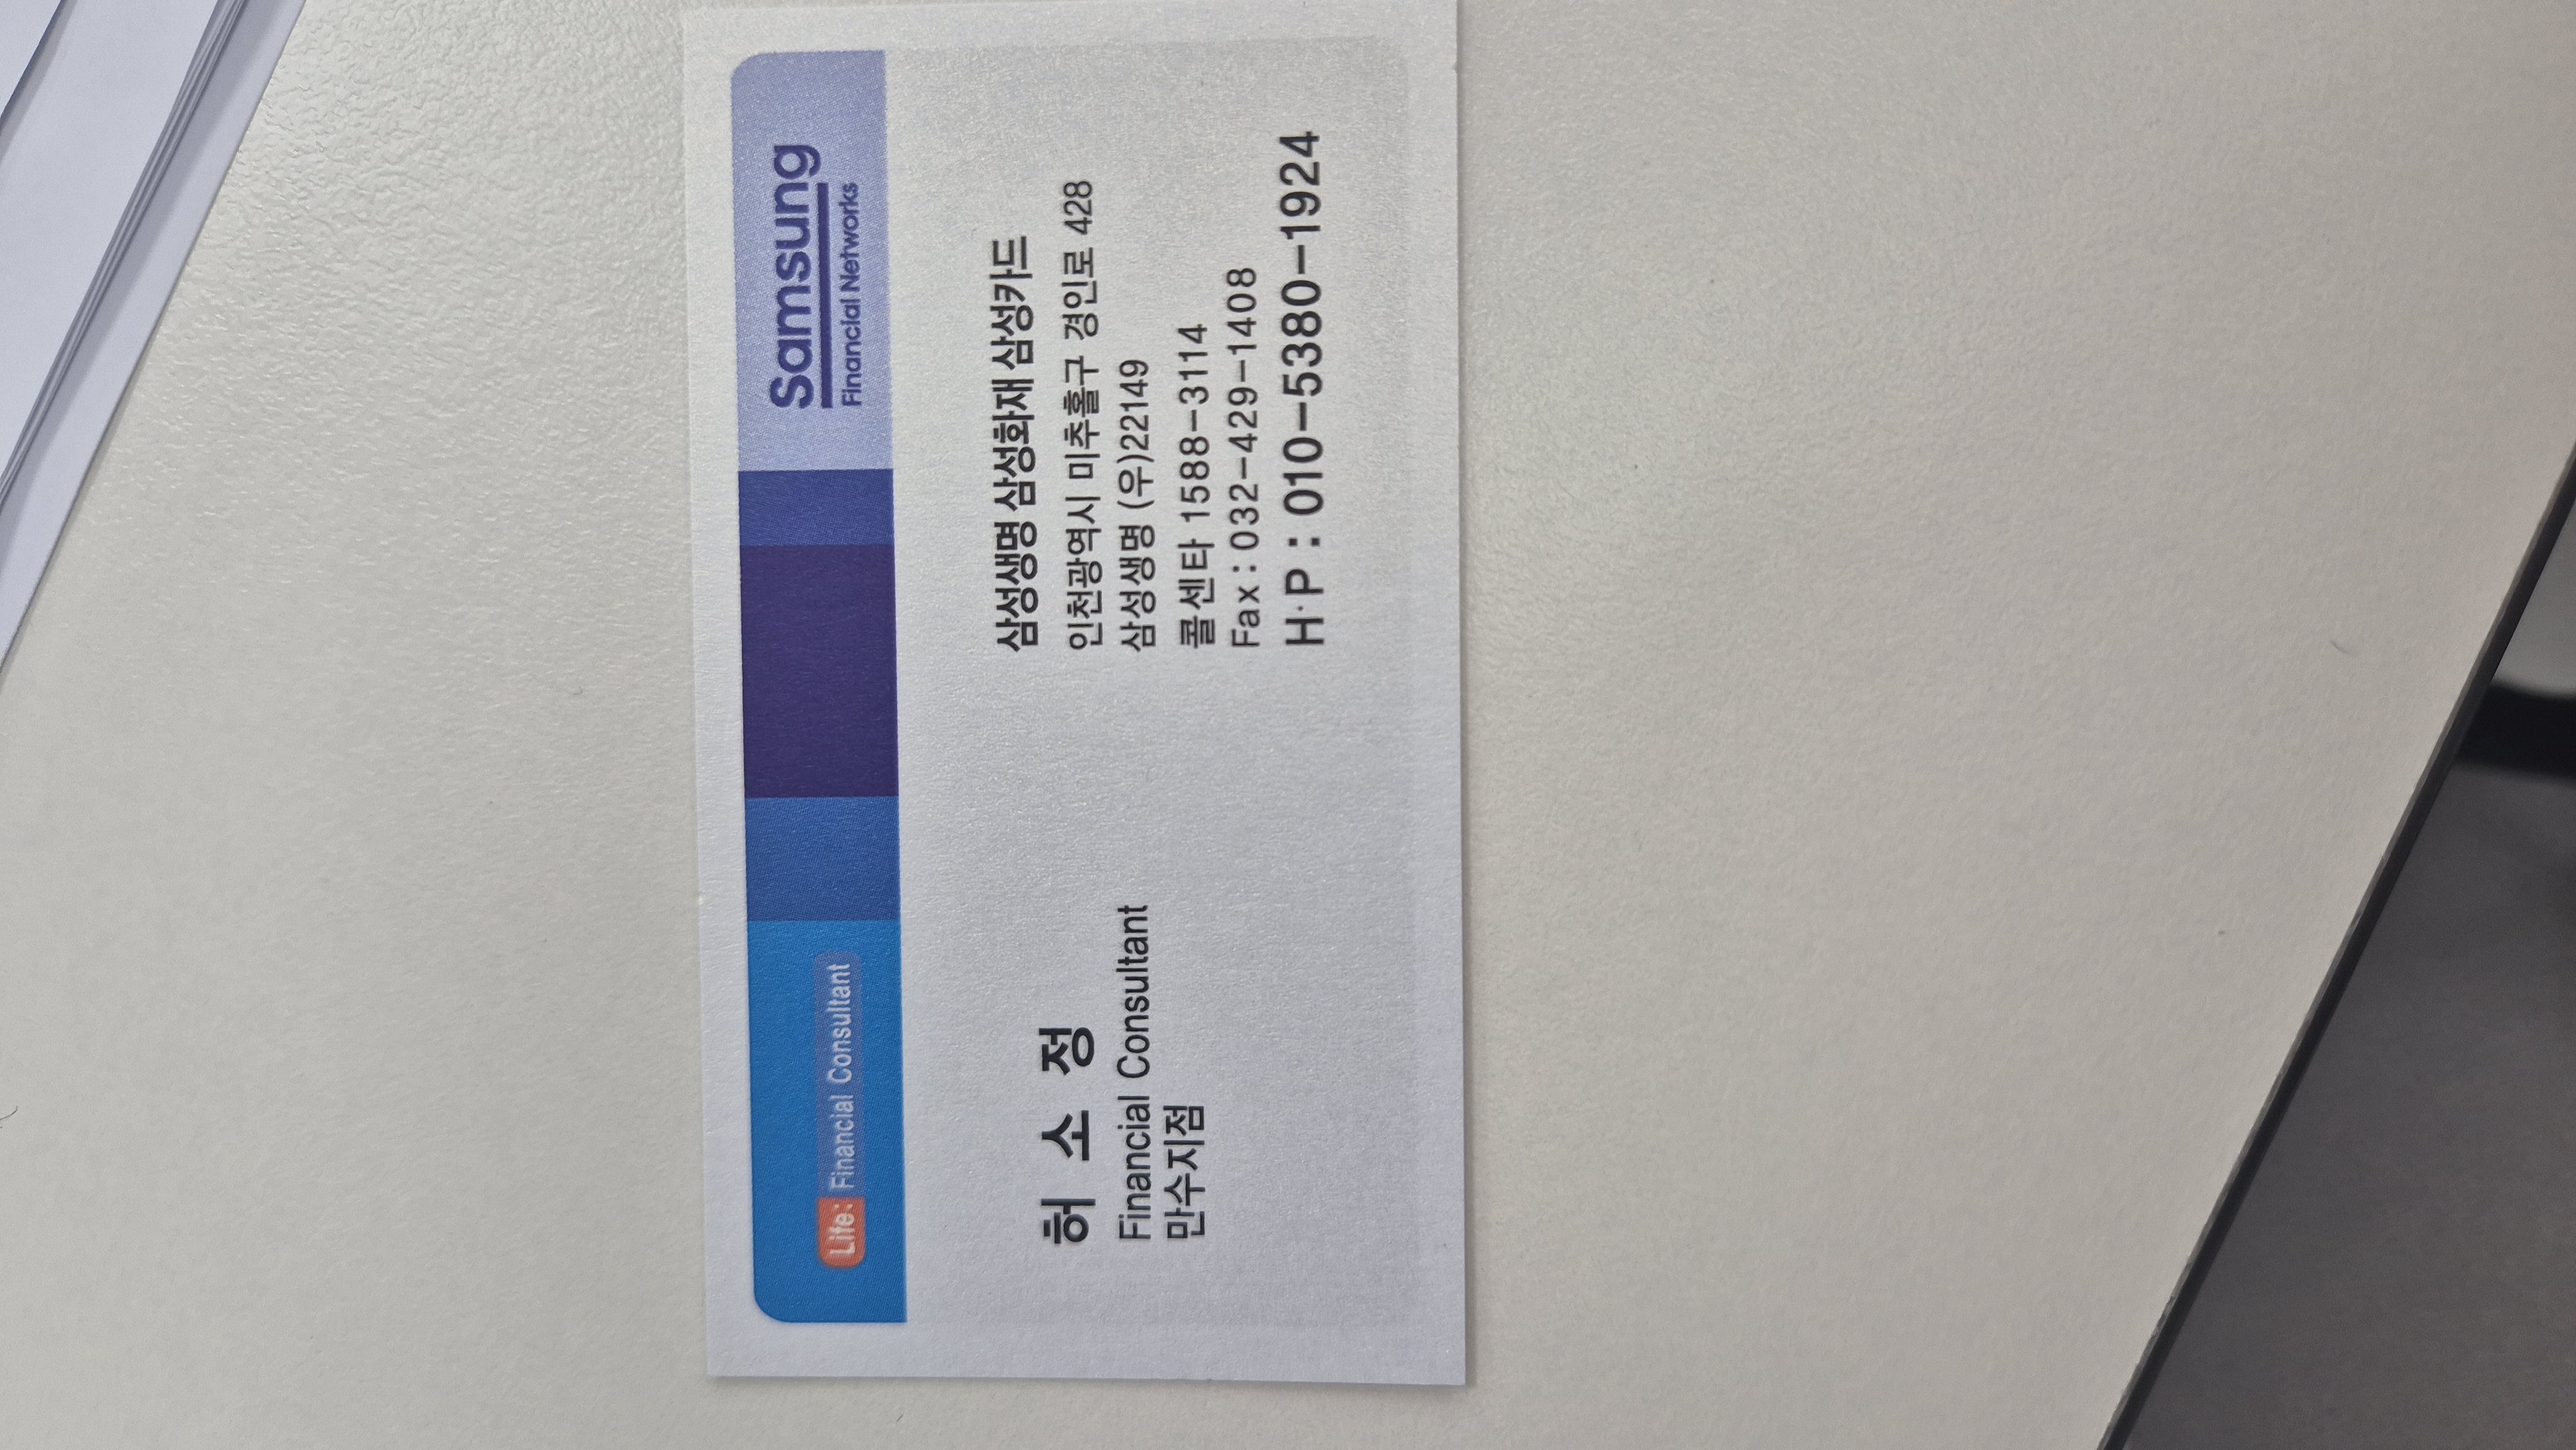 Life: Financial Consultant
Samsung
Financial Networks
허 소 정
Financial Consultant
만수지점
삼성생명 삼성화재 삼성카드
인천광역시 미추홀구 경인로 428
삼성생명 (우)22149
콜센타 1588-3114
Fax : 032-429-1408
H·P : 010-5380-1924